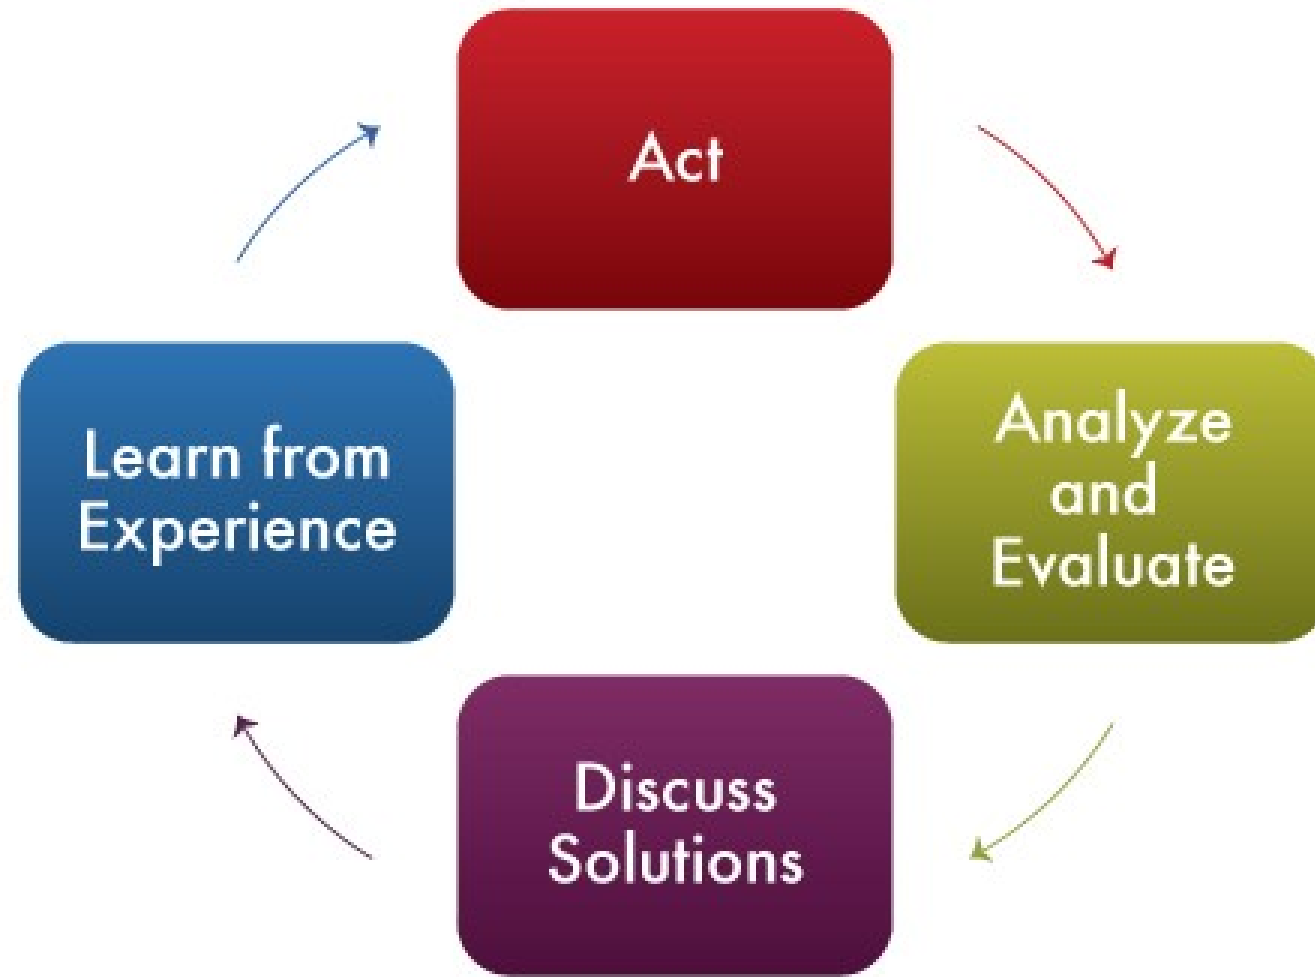 Act
Analyze
and
Evaluate
Discuss
Solutions
Learn from
Experience